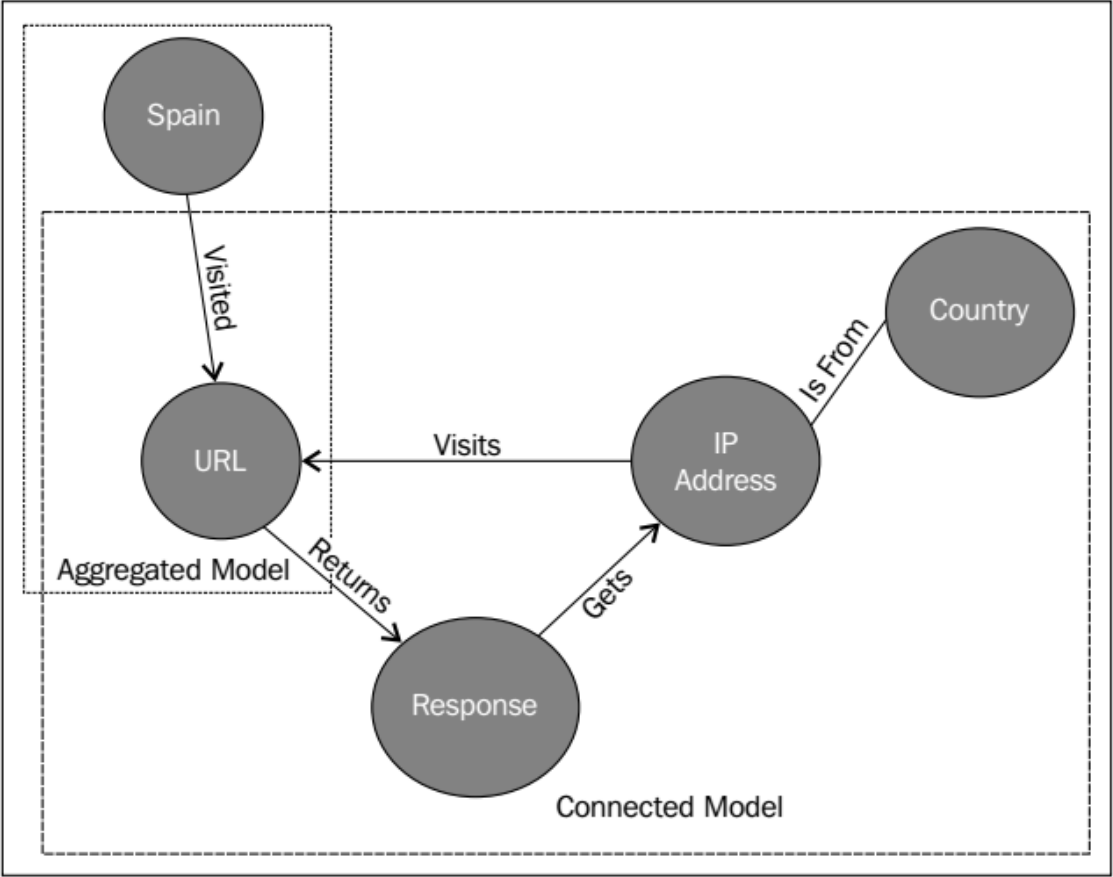 Spain
Visited
Country
Is From
URL
Visits
IP
Address
Aggregated Model
Returns
Gets
Response
Connected Model